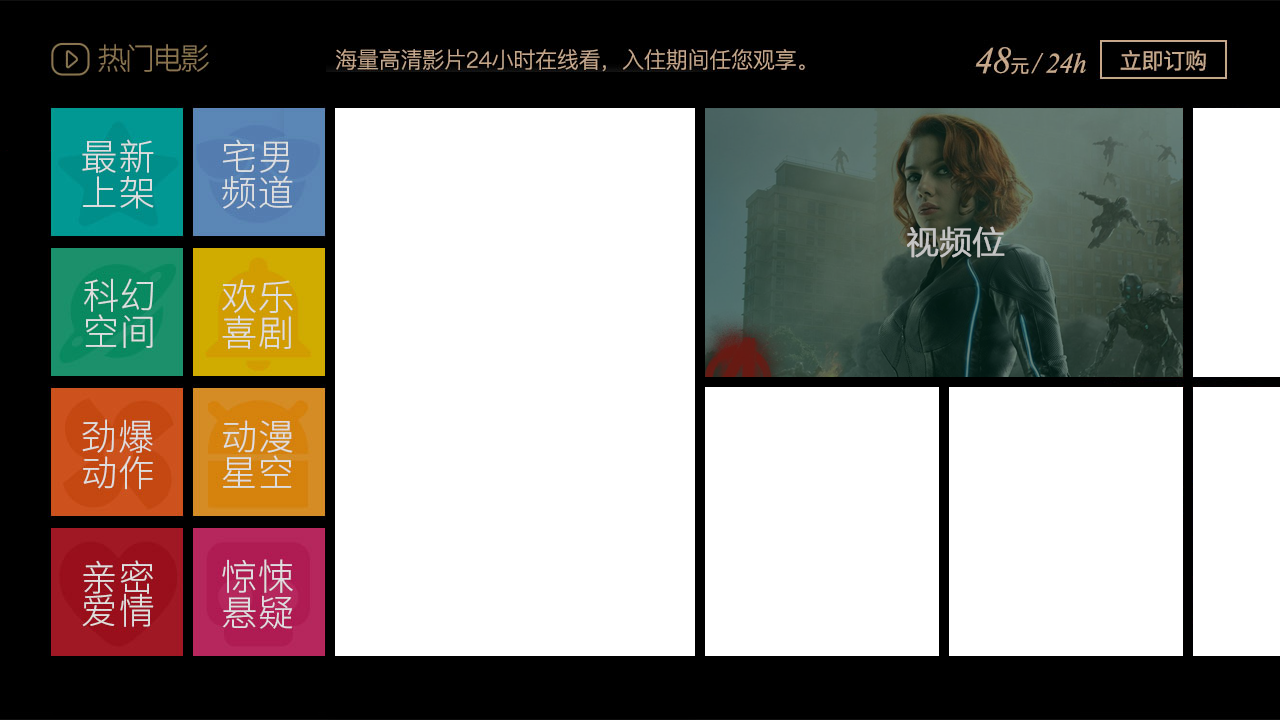 热门电影
海量高清影片24小时在线看，入住期间任您观享。
48元/24h
立即订购
最新
上架
宅男
频道
科幻
空间
欢乐
喜剧
劲爆
动作
动漫
星空
亲密
爱情
惊悚
悬疑
视频位